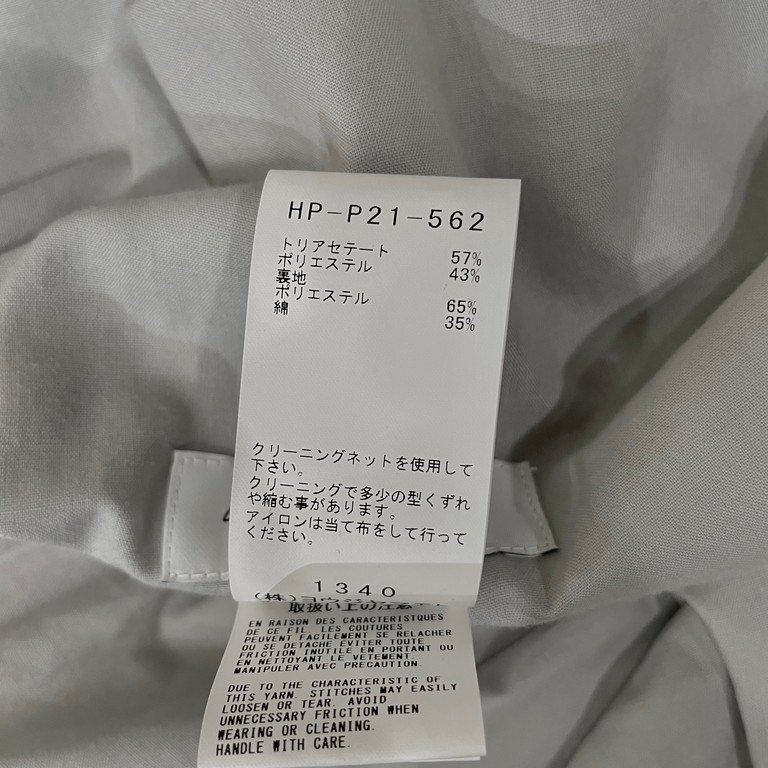 HP-P21-562
トリアセテート 57%
ポリエステル 43%
裏地
ポリエステル 65%
綿 35%
クリーニングネットを使用して
下さい。
クリーニングで多少の型くずれ
や縮む事があります。
アイロンは当て布をして行って
ください。
1340
取扱い上の注意
EN RAISON DES CARACTERISTQUES
DE CE FIL. LES COUTURES
PEUVENT FACILEMENT SE RELACHER
OU SE DETACHE EVITER TOUTE
FRICTION INUTILE EN PORTANT OU
EN NETTOYANT LE VETEMENT.
MANIPULER AVEC PRECAUTION.
DUE TO THE CHARACTERISTIC OF
THIS YARN. STITCHES MAY EASILY
LOOSEN OR TEAR. AVOID
UNNECESSARY FRICTION WHEN
WEARING OR CLEANING.
HANDLE WITH CARE.